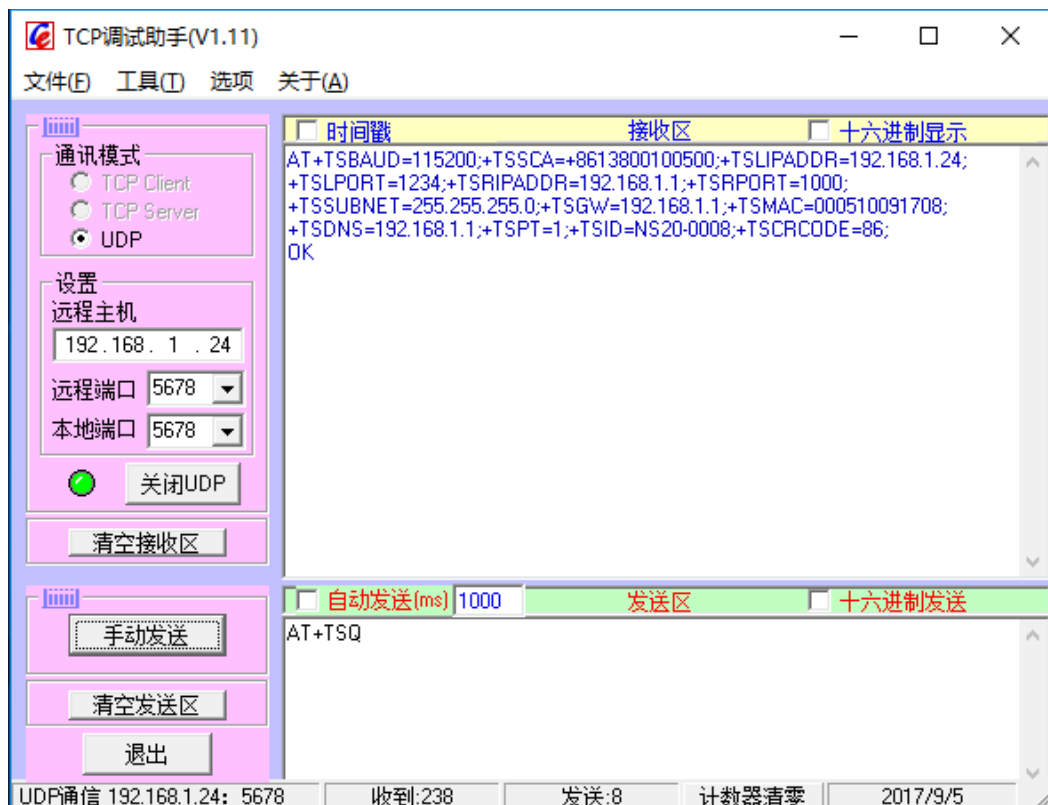 TCP调试助手(V1.11)
文件(F) 工具(T) 选项 关于(A)
通讯模式
TCP Client
TCP Server
UDP
设置
远程主机
192.168. 1 .24
远程端口 5678
本地端口 5678
关闭UDP
清空接收区
时间戳 接收区 十六进制显示
AT+TSBAUD=115200;+TSSCA=+8613800100500;+TSLIPADDR=192.168.1.24;
+TSLPORT=1234;+TSRIPADDR=192.168.1.1;+TSRPORT=1000;
+TSSUBNET=255.255.255.0;+TSGW=192.168.1.1;+TSMAC=000510091708;
+TSDNS=192.168.1.1;+TSPT=1;+TSID=NS20-0008;+TSCRCODE=86;
OK
手动发送
清空发送区
退出
自动发送(ms) 1000 发送区 十六进制发送
AT+TSQ
UDP通信 192.168.1.24：5678 收到:238 发送:8 计数器清零 2017/9/5